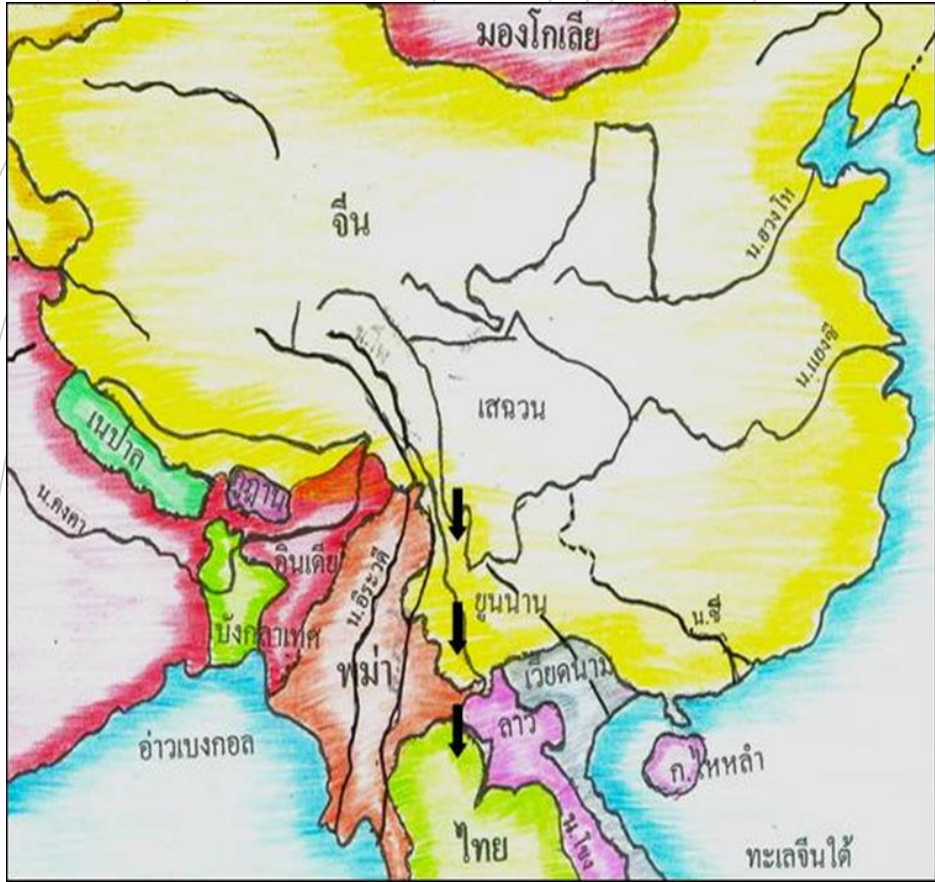 มองโกเลีย
จีน
น.ฮวงโห
น.แยงซี
เสฉวน
เนปาล
ภูฏาน
น.คงคา
อินเดีย
น.อิระวดี
ยูนนาน
น.ซี
บังกลาเทศ
พม่า
เวียดนาม
ลาว
อ่าวเบงกอล
ก.ไหหลำ
ไทย
น.โขง
ทะเลจีนใต้